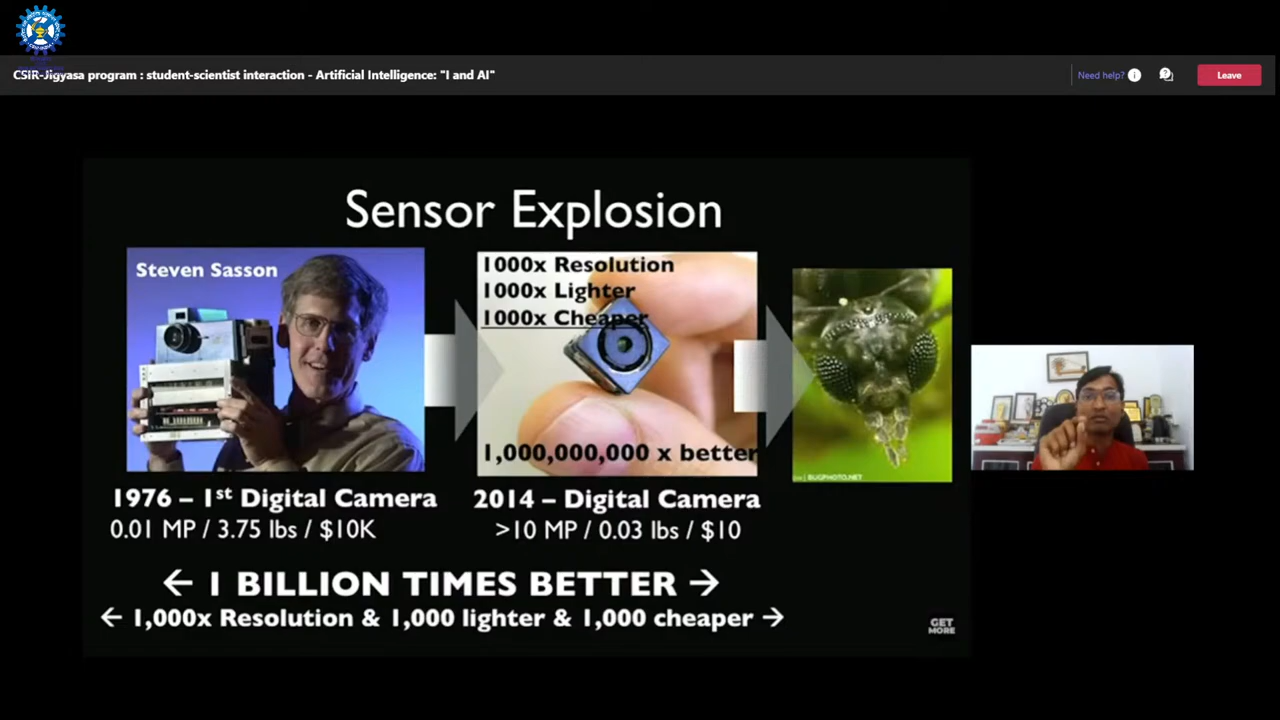 CSIR-Jigyasa program : student-scientist interaction - Artificial Intelligence: "I and AI"
Need help?
Leave
Sensor Explosion
Steven Sasson
1000x Resolution
1000x Lighter
1000x Cheaper
1,000,000,000 x better
BUGPHOTO.NET
1976 – 1st Digital Camera
0.01 MP / 3.75 lbs / $10K
2014 – Digital Camera
>10 MP / 0.03 lbs / $10
← 1 BILLION TIMES BETTER →
← 1,000x Resolution & 1,000 lighter & 1,000 cheaper →
GET
MORE